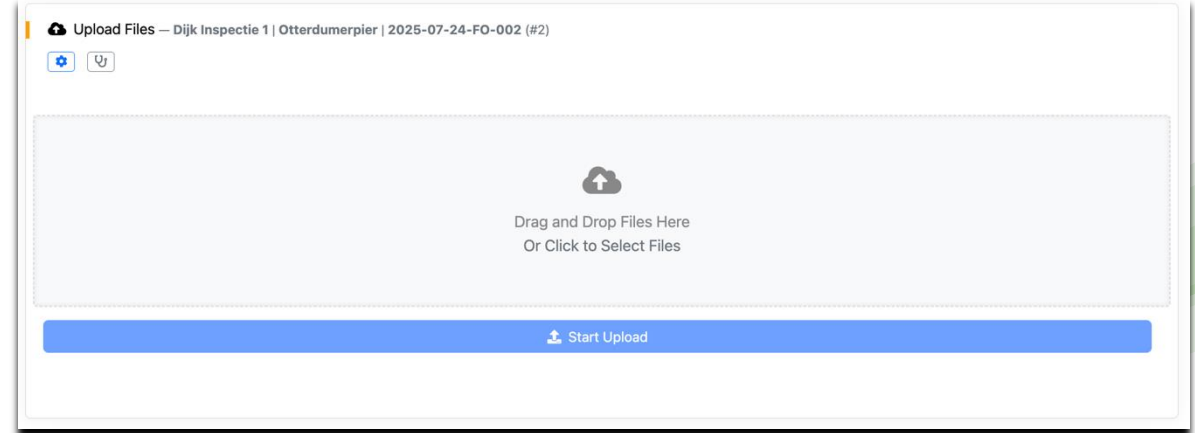 Upload Files — Dijk Inspectie 1 | Otterdumerpier | 2025-07-24-FO-002 (#2)
Drag and Drop Files Here
Or Click to Select Files
Start Upload